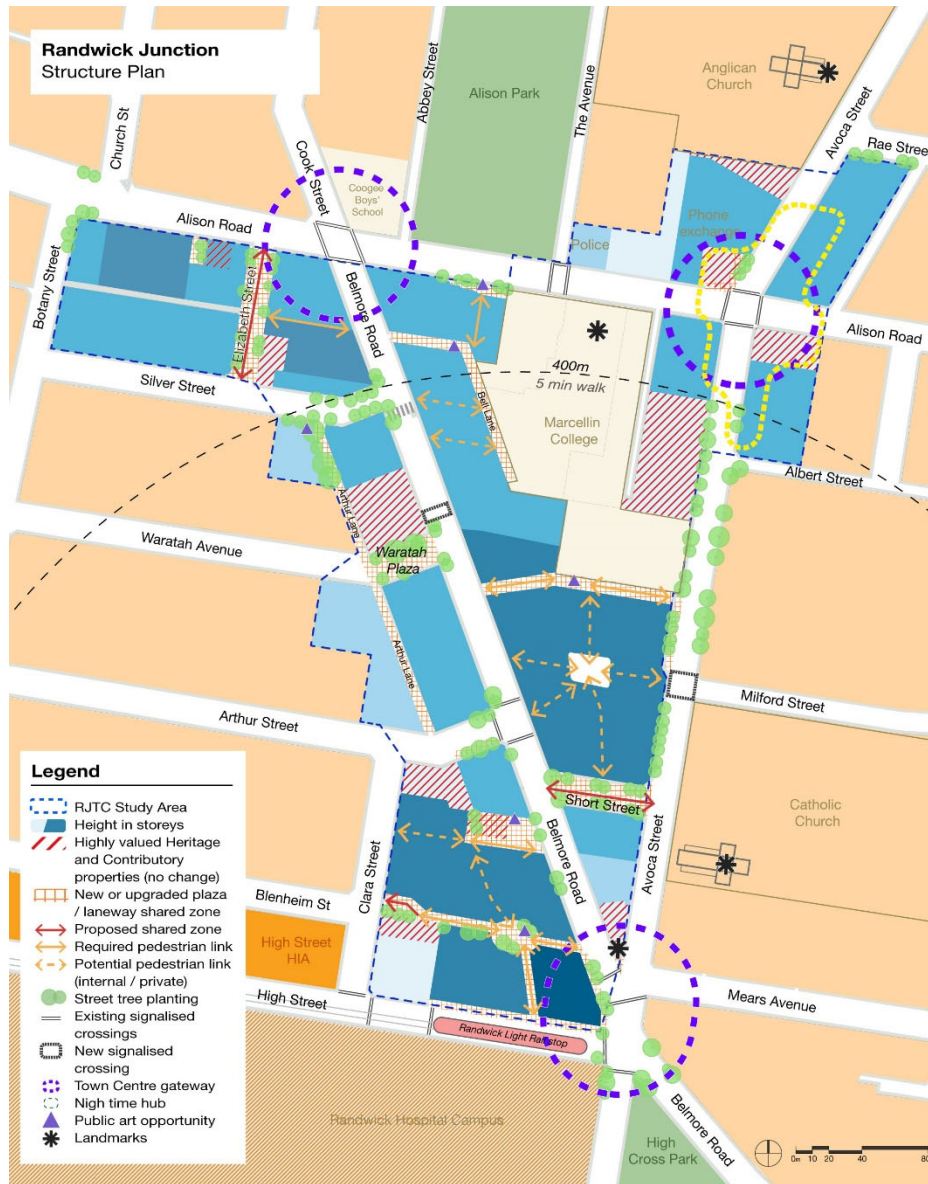 Randwick Junction
Structure Plan
Church St
Cook Street
Abbey Street
Alison Park
The Avenue
Anglican
Church
Avoca Street
Rae Stree
Coogee
Boys'
School
Phone
exchange
Police
Alison Road
Botany Street
Elizabeth Street
Belmore Road
Alison Road
Silver Street
400m
5 min walk
Bell Lane
Marcellin
College
Albert Street
Arthur Lane
Waratah Avenue
Waratah
Plaza
Arthur Lane
Milford Street
Arthur Street
Short Street
Catholic
Church
Clara Street
Belmore Road
Avoca Street
Blenheim St
High Street
HIA
High Street
Mears Avenue
Randwick Light Rail stop
Randwick Hospital Campus
Belmore Road
High
Cross Park
0m 10 20 40 80
Legend
RJTC Study Area
Height in storeys
Highly valued Heritage
and Contributory
properties (no change)
New or upgraded plaza
/ laneway shared zone
Proposed shared zone
Required pedestrian link
Potential pedestrian link
(internal / private)
Street tree planting
Existing signalised
crossings
New signalised
crossing
Town Centre gateway
Nigh time hub
Public art opportunity
Landmarks